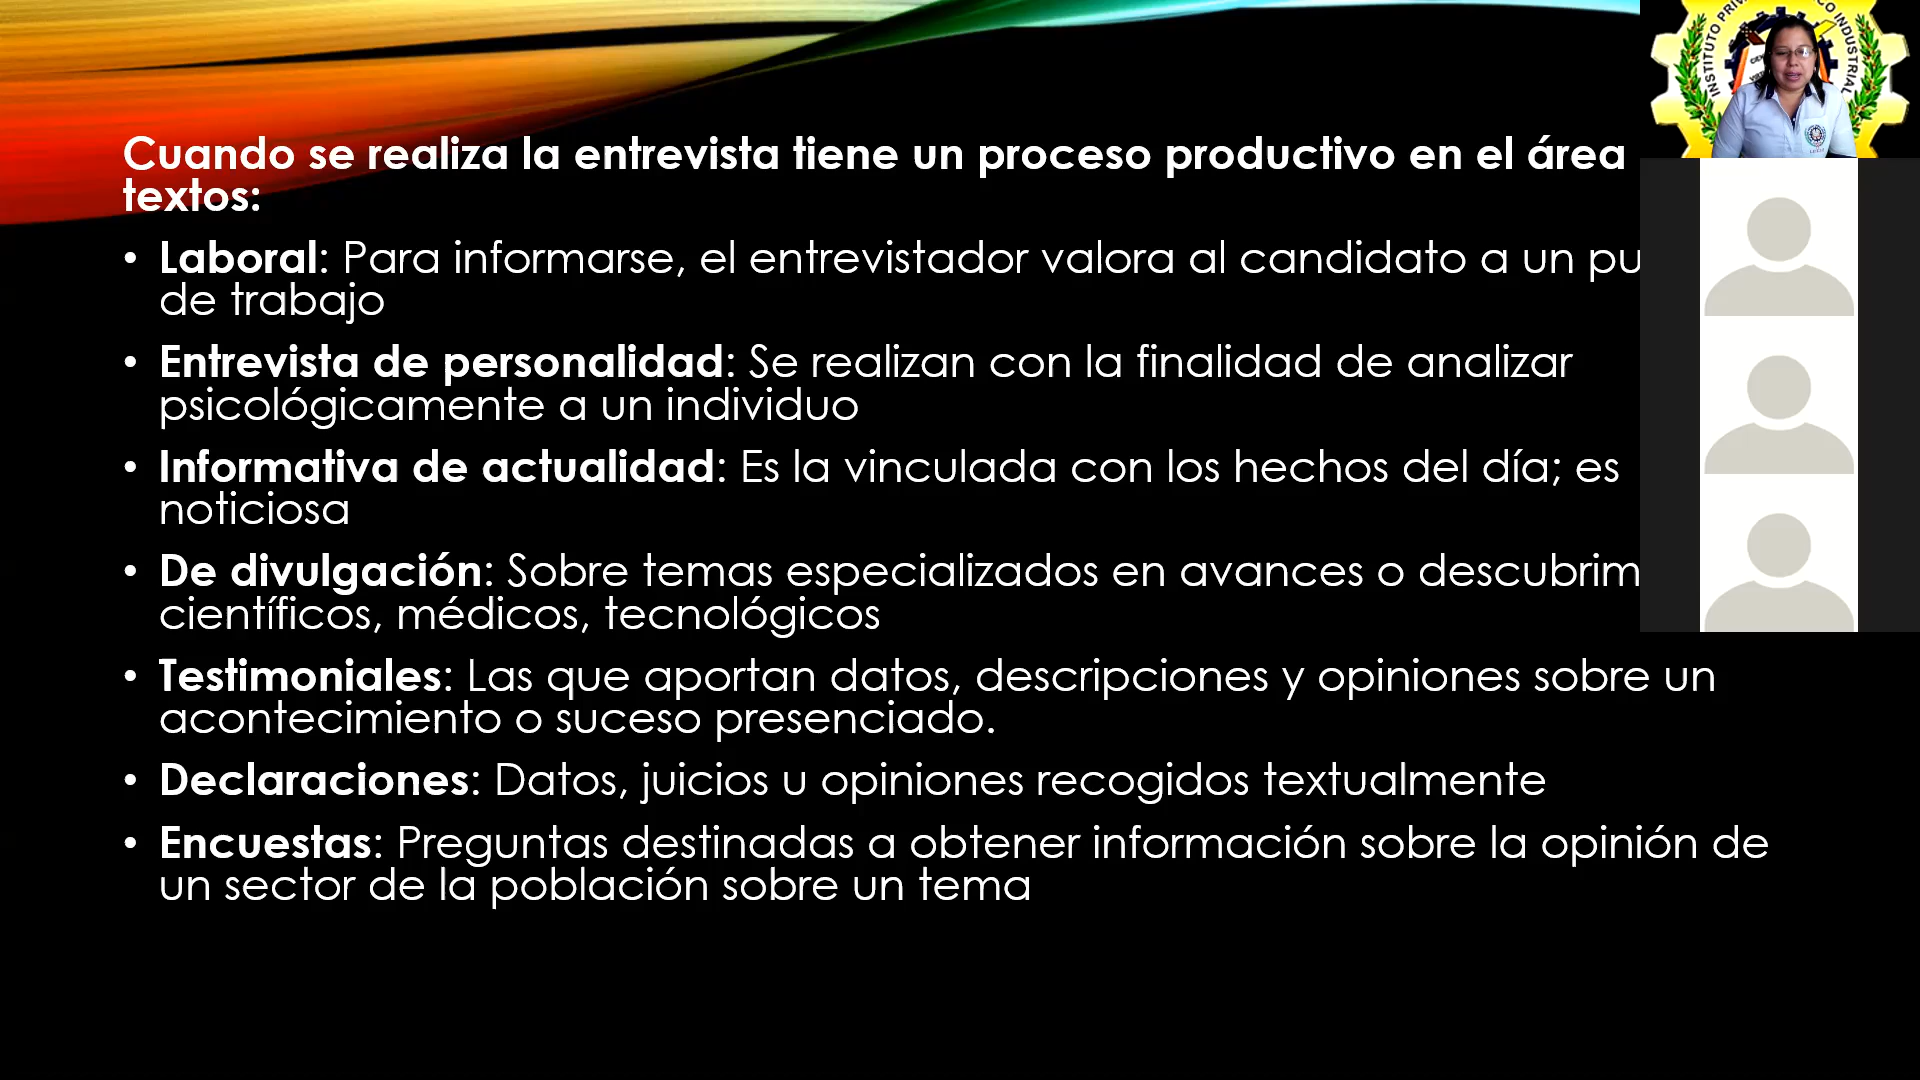 Cuando se realiza la entrevista tiene un proceso productivo en el área
textos:
• Laboral: Para informarse, el entrevistador valora al candidato a un pu
de trabajo
• Entrevista de personalidad: Se realizan con la finalidad de analizar
psicológicamente a un individuo
• Informativa de actualidad: Es la vinculada con los hechos del día; es
noticiosa
• De divulgación: Sobre temas especializados en avances o descubrim
científicos, médicos, tecnológicos
• Testimoniales: Las que aportan datos, descripciones y opiniones sobre un
acontecimiento o suceso presenciado.
• Declaraciones: Datos, juicios u opiniones recogidos textualmente
• Encuestas: Preguntas destinadas a obtener información sobre la opinión de
un sector de la población sobre un tema
INSTITUTO PRIV
CO INDUSTRIAL